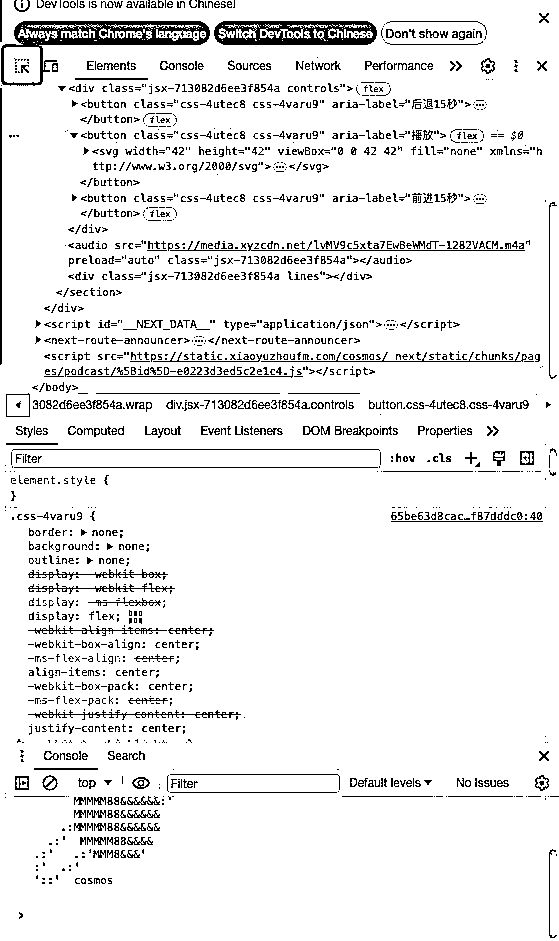 DevTools is now available in Chinese!
Always match Chrome's language Switch DevTools to Chinese Don't show again
Elements Console Sources Network Performance
▼<div class="jsx-713082d6ee3f854a controls"> flex
▶<button class="css-4utec8 css-4varu9" aria-label="后退15秒">…
</button> flex
… ▼<button class="css-4utec8 css-4varu9" aria-label="播放"> flex == $0
▶<svg width="42" height="42" viewBox="0 0 42 42" fill="none" xmlns="h
ttp://www.w3.org/2000/svg">…</svg>
</button>
▶<button class="css-4utec8 css-4varu9" aria-label="前进15秒">…
</button> flex
</div>
<audio src="https://media.xyzcdn.net/lvMV9c5xta7EwBeWMdT-1282VACM.m4a"
preload="auto" class="jsx-713082d6ee3f854a"></audio>
<div class="jsx-713082d6ee3f854a lines"></div>
</section>
</div>
▶<script id="__NEXT_DATA__" type="application/json">…</script>
▶<next-route-announcer>…</next-route-announcer>
<script src="https://static.xiaoyuzhoufm.com/cosmos/_next/static/chunks/pag
es/podcast/%5Bid%5D-e0223d3ed5c2e1c4.js"></script>
</body>
3082d6ee3f854a.wrap div.jsx-713082d6ee3f854a.controls button.css-4utec8.css-4varu9
Styles Computed Layout Event Listeners DOM Breakpoints Properties
Filter :hov .cls
element.style {
}
.css-4varu9 { 65be63d8cac…f87dddc0:40
border: ▶ none;
background: ▶ none;
outline: ▶ none;
display: -webkit-box;
display: -webkit-flex;
display: -ms-flexbox;
display: flex;
-webkit-align-items: center;
-webkit-box-align: center;
-ms-flex-align: center;
align-items: center;
-webkit-box-pack: center;
-ms-flex-pack: center;
-webkit-justify-content: center;
justify-content: center;
Console Search
top ▼ Filter Default levels ▼ No Issues
MMMMM88&&&&&&:'
MMMMM88&&&&&&
.:MMMMM88&&&&&&
.:' MMMMM88&&&&
.:' .:'MMM8&&&'
:' .:'
'::' cosmos
>